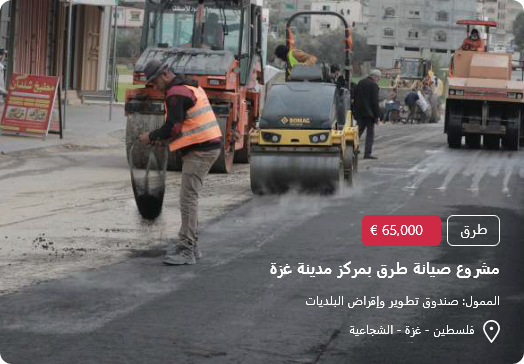 BOMAG
طرق
€ 65,000
مشروع صيانة طرق بمركز مدينة غزة
الممول: صندوق تطوير وإقراض البلديات
فلسطين - غزة - الشجاعية